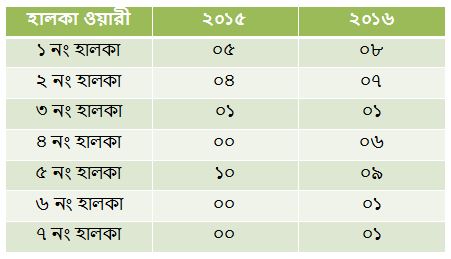 হালকা ওয়ারী ২০১৫ ২০১৬
১ নং হালকা ০৫ ০৮
২ নং হালকা ০৪ ০৭
৩ নং হালকা ০১ ০১
৪ নং হালকা ০০ ০৬
৫ নং হালকা ১০ ০৯
৬ নং হালকা ০০ ০১
৭ নং হালকা ০০ ০১